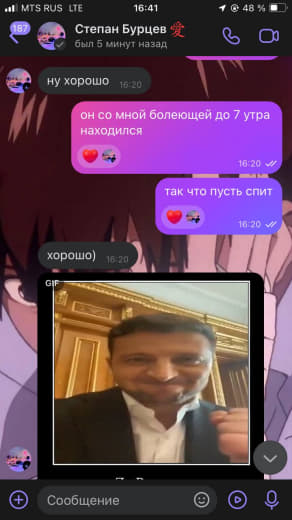 MTS RUS LTE 16:41 48 %
187 Степан Бурцев 愛
был 5 минут назад
ну хорошо 16:20
он со мной болеющей до 7 утра
находился
16:20
так что пусть спит
16:20
хорошо) 16:20
GIF
Сообщение